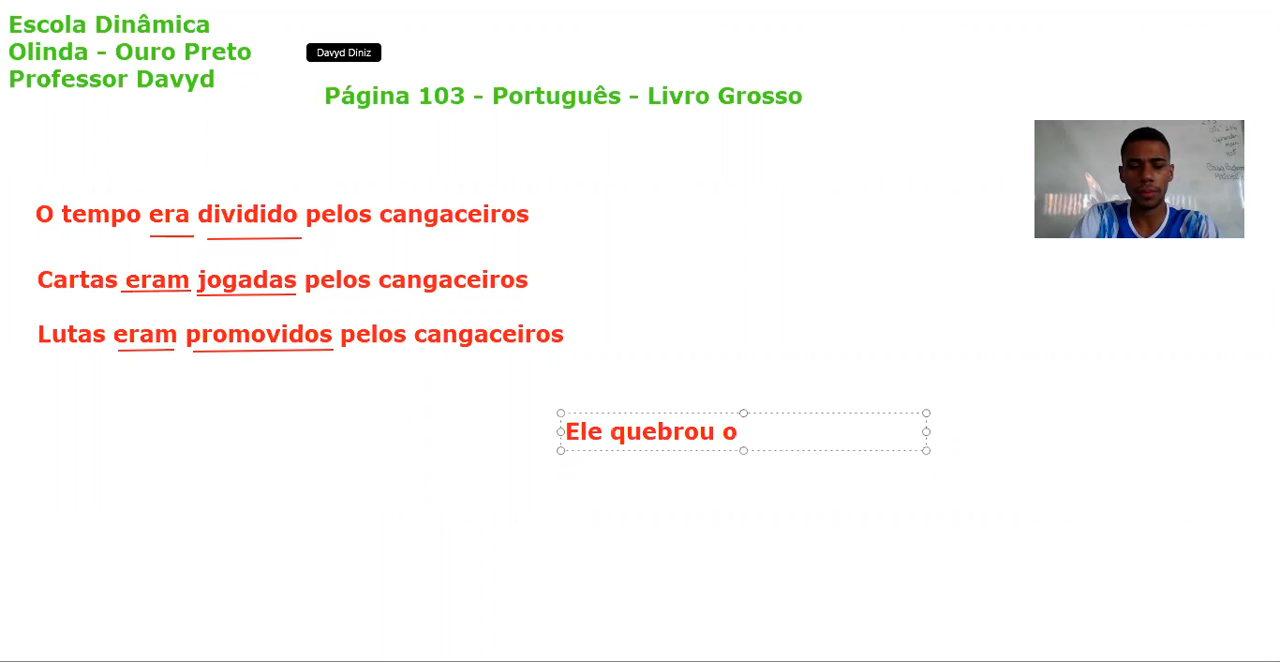 Escola Dinâmica
Olinda - Ouro Preto
Professor Davyd
Davyd Diniz
Página 103 - Português - Livro Grosso
O tempo era dividido pelos cangaceiros
Cartas eram jogadas pelos cangaceiros
Lutas eram promovidos pelos cangaceiros
Ele quebrou o